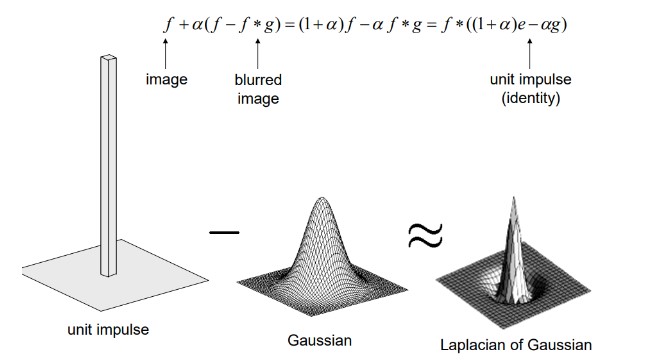 f + α(f − f * g) = (1+α)f − α f * g = f * ((1+α)e − αg)
image
blurred
image
unit impulse
(identity)
−
≈
unit impulse
Gaussian
Laplacian of Gaussian